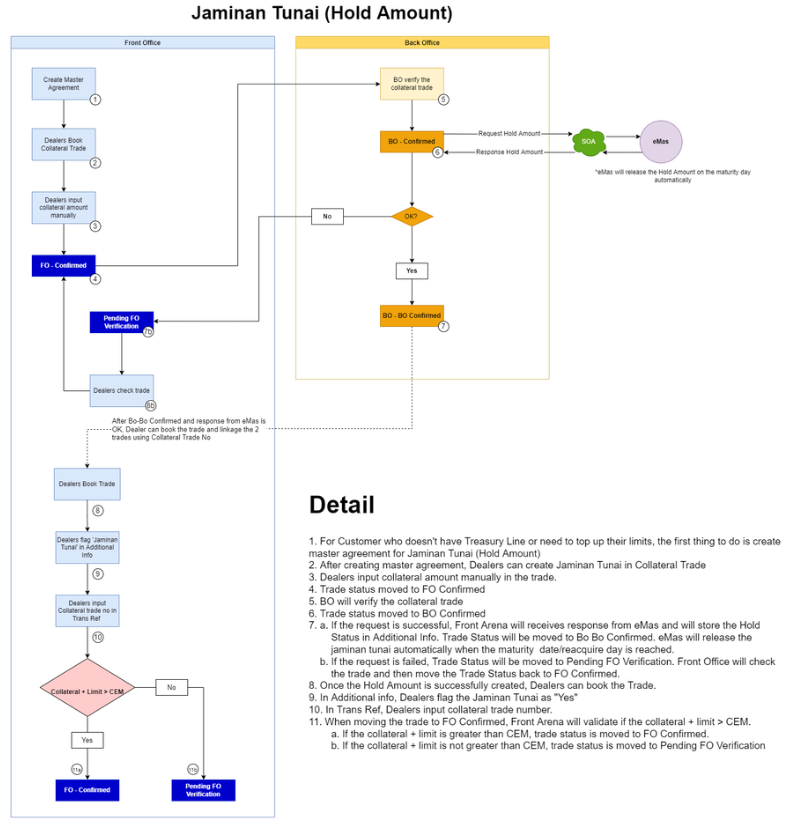 Jaminan Tunai (Hold Amount)
Front Office
Back Office
Create Master
Agreement
1
Dealers Book
Collateral Trade
2
Dealers input
collateral amount
manually
3
FO - Confirmed
4
BO verify the
collateral trade
5
BO - Confirmed
6
Request Hold Amount
Response Hold Amount
SOA
eMas
*eMas will release the Hold Amount on the maturity day
automatically
OK?
No
Yes
BO - BO Confirmed
7
Pending FO
Verification
7b
Dealers check trade
8b
After Bo-Bo Confirmed and response from eMas is
OK, Dealer can book the trade and linkage the 2
trades using Collateral Trade No
Dealers Book Trade
8
Dealers flag 'Jaminan
Tunai' in Additional
Info
9
Dealers input
Collateral trade no in
Trans Ref
10
Collateral + Limit > CEM
No
Yes
11a
11b
FO - Confirmed
Pending FO
Verification
Detail
1. For Customer who doesn't have Treasury Line or need to top up their limits, the first thing to do is create
master agreement for Jaminan Tunai (Hold Amount)
2. After creating master agreement, Dealers can create Jaminan Tunai in Collateral Trade
3. Dealers input collateral amount manually in the trade.
4. Trade status moved to FO Confirmed
5. BO will verify the collateral trade
6. Trade status moved to BO Confirmed
7. a. If the request is successful, Front Arena will receives response from eMas and will store the Hold
Status in Additional Info. Trade Status will be moved to Bo Bo Confirmed. eMas will release the
jaminan tunai automatically when the maturity date/reacquire day is reached.
b. If the request is failed, Trade Status will be moved to Pending FO Verification. Front Office will check
the trade and then move the Trade Status back to FO Confirmed.
8. Once the Hold Amount is successfully created, Dealers can book the Trade.
9. In Additional info, Dealers flag the Jaminan Tunai as "Yes"
10. In Trans Ref, Dealers input collateral trade number.
11. When moving the trade to FO Confirmed, Front Arena will validate if the collateral + limit > CEM.
a. If the collateral + limit is greater than CEM, trade status is moved to FO Confirmed.
b. If the collateral + limit is not greater than CEM, trade status is moved to Pending FO Verification